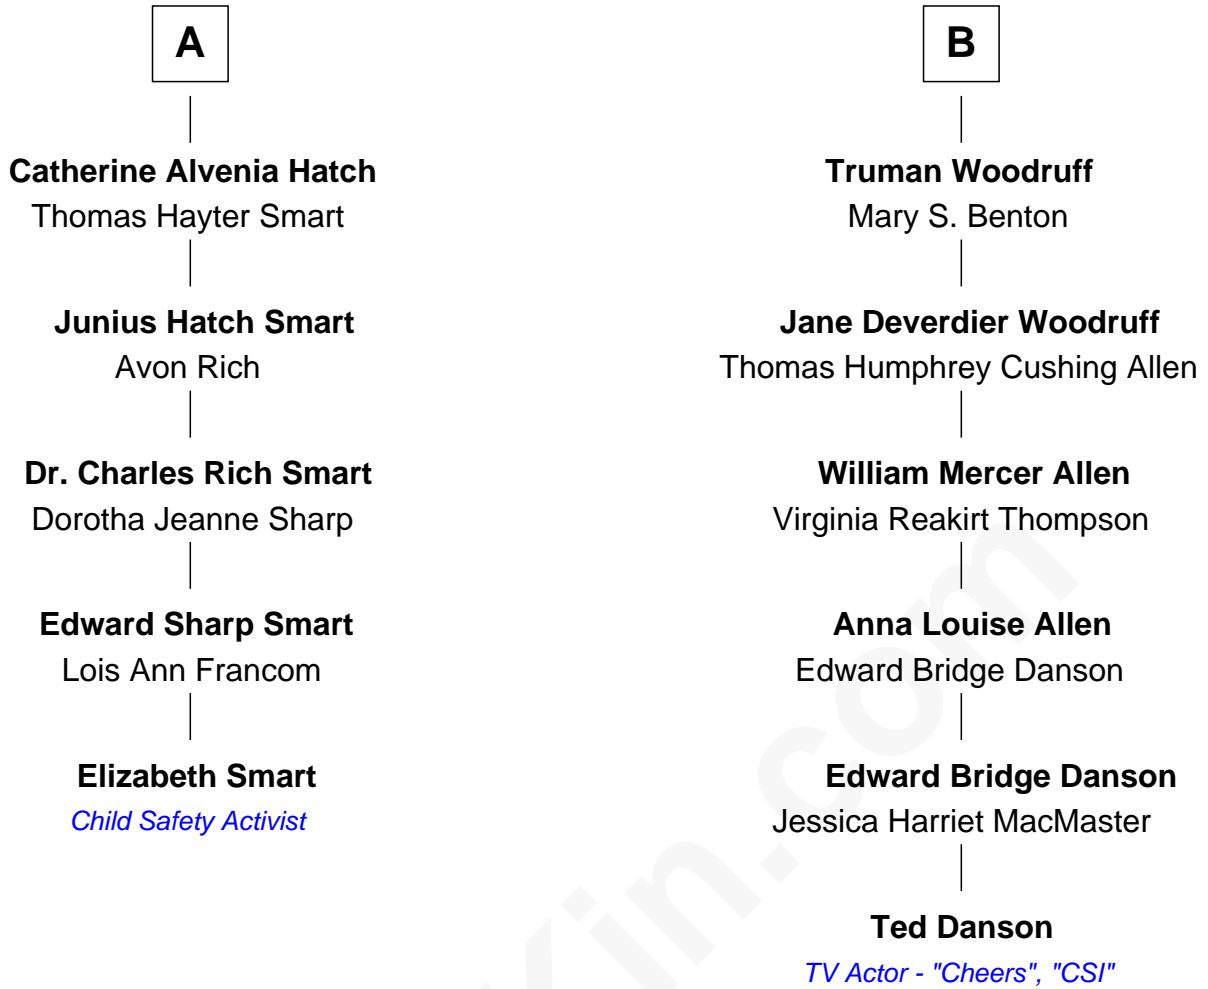 A
Catherine Alvenia Hatch
Thomas Hayter Smart
Junius Hatch Smart
Avon Rich
Dr. Charles Rich Smart
Dorotha Jeanne Sharp
Edward Sharp Smart
Lois Ann Francom
Elizabeth Smart
Child Safety Activist
B
Truman Woodruff
Mary S. Benton
Jane Deverdier Woodruff
Thomas Humphrey Cushing Allen
William Mercer Allen
Virginia Reakirt Thompson
Anna Louise Allen
Edward Bridge Danson
Edward Bridge Danson
Jessica Harriet MacMaster
Ted Danson
TV Actor - "Cheers", "CSI"
Kin.com